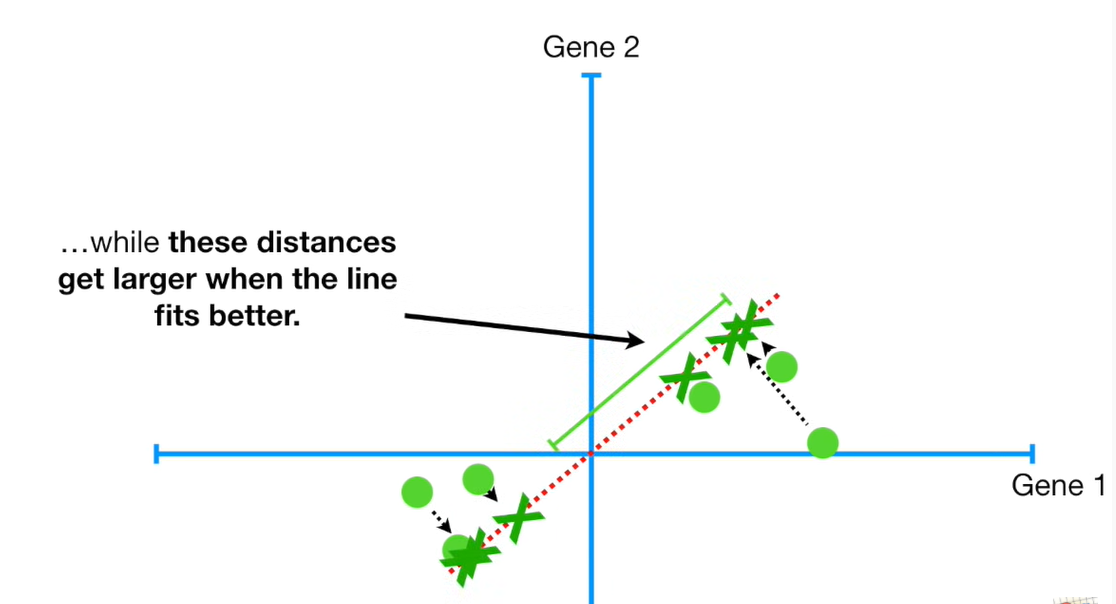 Gene 2
…while these distances
get larger when the line
fits better.
Gene 1